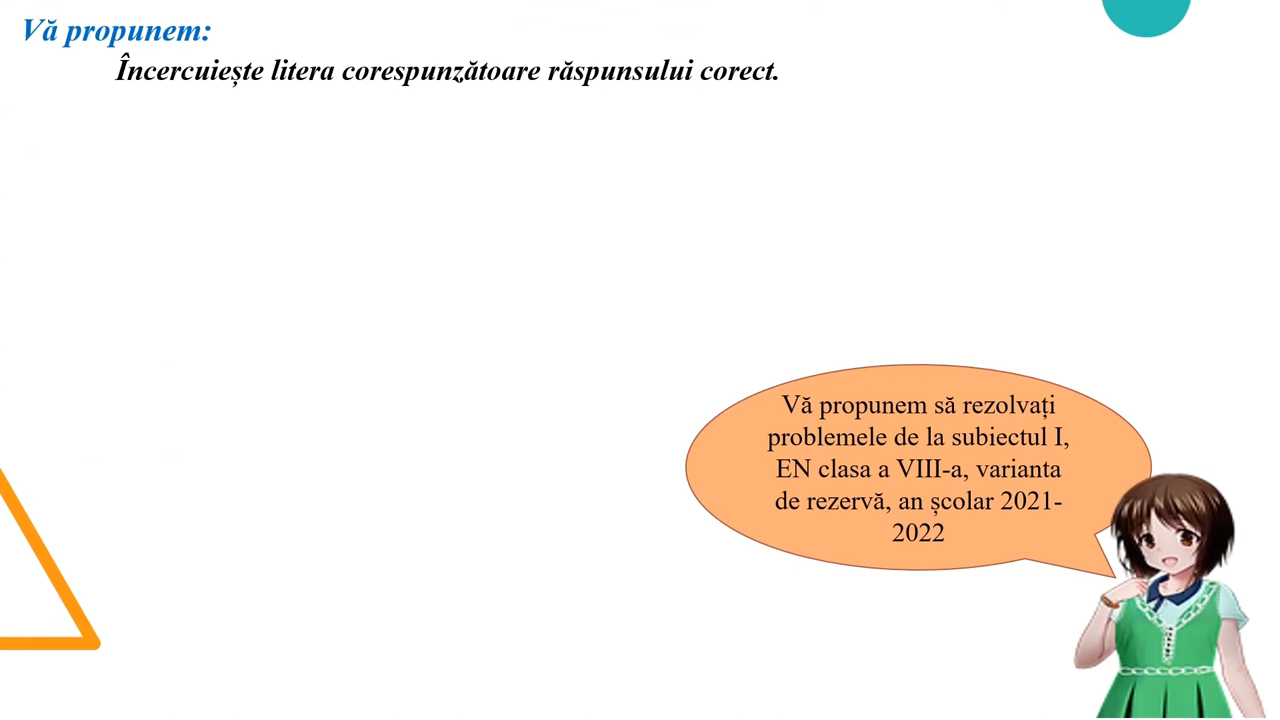 Vă propunem:
Încercuiește litera corespunzătoare răspunsului corect.
Vă propunem să rezolvați
problemele de la subiectul I,
EN clasa a VIII-a, varianta
de rezervă, an școlar 2021-
2022